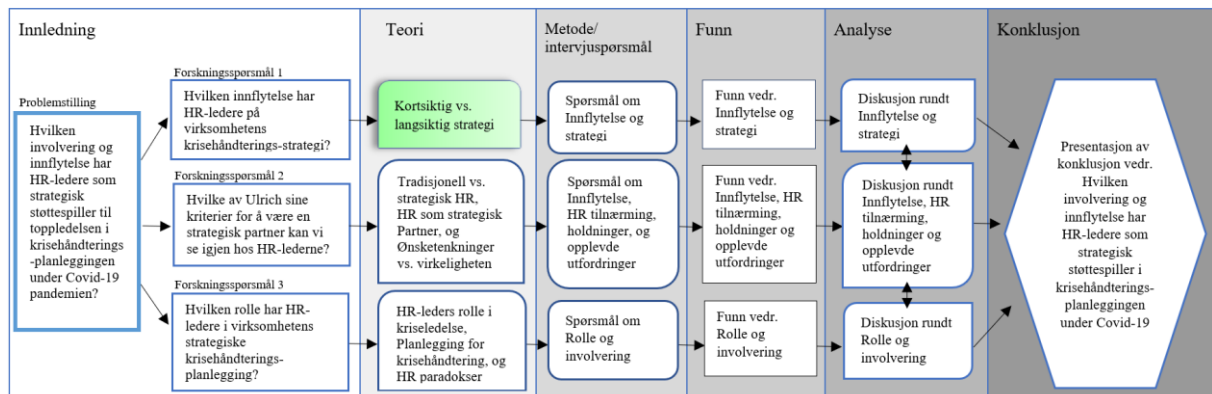 Innledning
Problemstilling
Hvilken
involvering og
innflytelse har
HR-ledere som
strategisk
støttespiller til
toppledelsen i
krisehåndterings
-planleggingen
under Covid-19
pandemien?
Forskningsspørsmål 1
Hvilken innflytelse har
HR-ledere på
virksomhetens
krisehåndterings-strategi?
Forskningsspørsmål 2
Hvilke av Ulrich sine
kriterier for å være en
strategisk partner kan vi
se igjen hos HR-lederne?
Forskningsspørsmål 3
Hvilken rolle har HR-
ledere i virksomhetens
strategiske
krisehåndterings-
planlegging?
Teori
Kortsiktig vs.
langsiktig strategi
Tradisjonell vs.
strategisk HR,
HR som strategisk
Partner, og
Ønsketenkninger
vs. virkeligheten
HR-leders rolle i
kriseledelse,
Planlegging for
krisehåndtering, og
HR paradokser
Metode/
intervjuspørsmål
Spørsmål om
Innflytelse og
strategi
Spørsmål om
Innflytelse,
HR tilnærming,
holdninger, og
opplevde
utfordringer
Spørsmål om
Rolle og
involvering
Funn
Funn vedr.
Innflytelse og
strategi
Funn vedr.
Innflytelse, HR
tilnærming,
holdninger og
opplevde
utfordringer
Funn vedr.
Rolle og
involvering
Analyse
Diskusjon rundt
Innflytelse og
strategi
Diskusjon rundt
Innflytelse, HR
tilnærming,
holdninger og
opplevde
utfordringer
Diskusjon rundt
Rolle og
involvering
Konklusjon
Presentasjon av
konklusjon vedr.
Hvilken
involvering og
innflytelse har
HR-ledere som
strategisk
støttespiller i
krisehåndterings-
planleggingen
under Covid-19